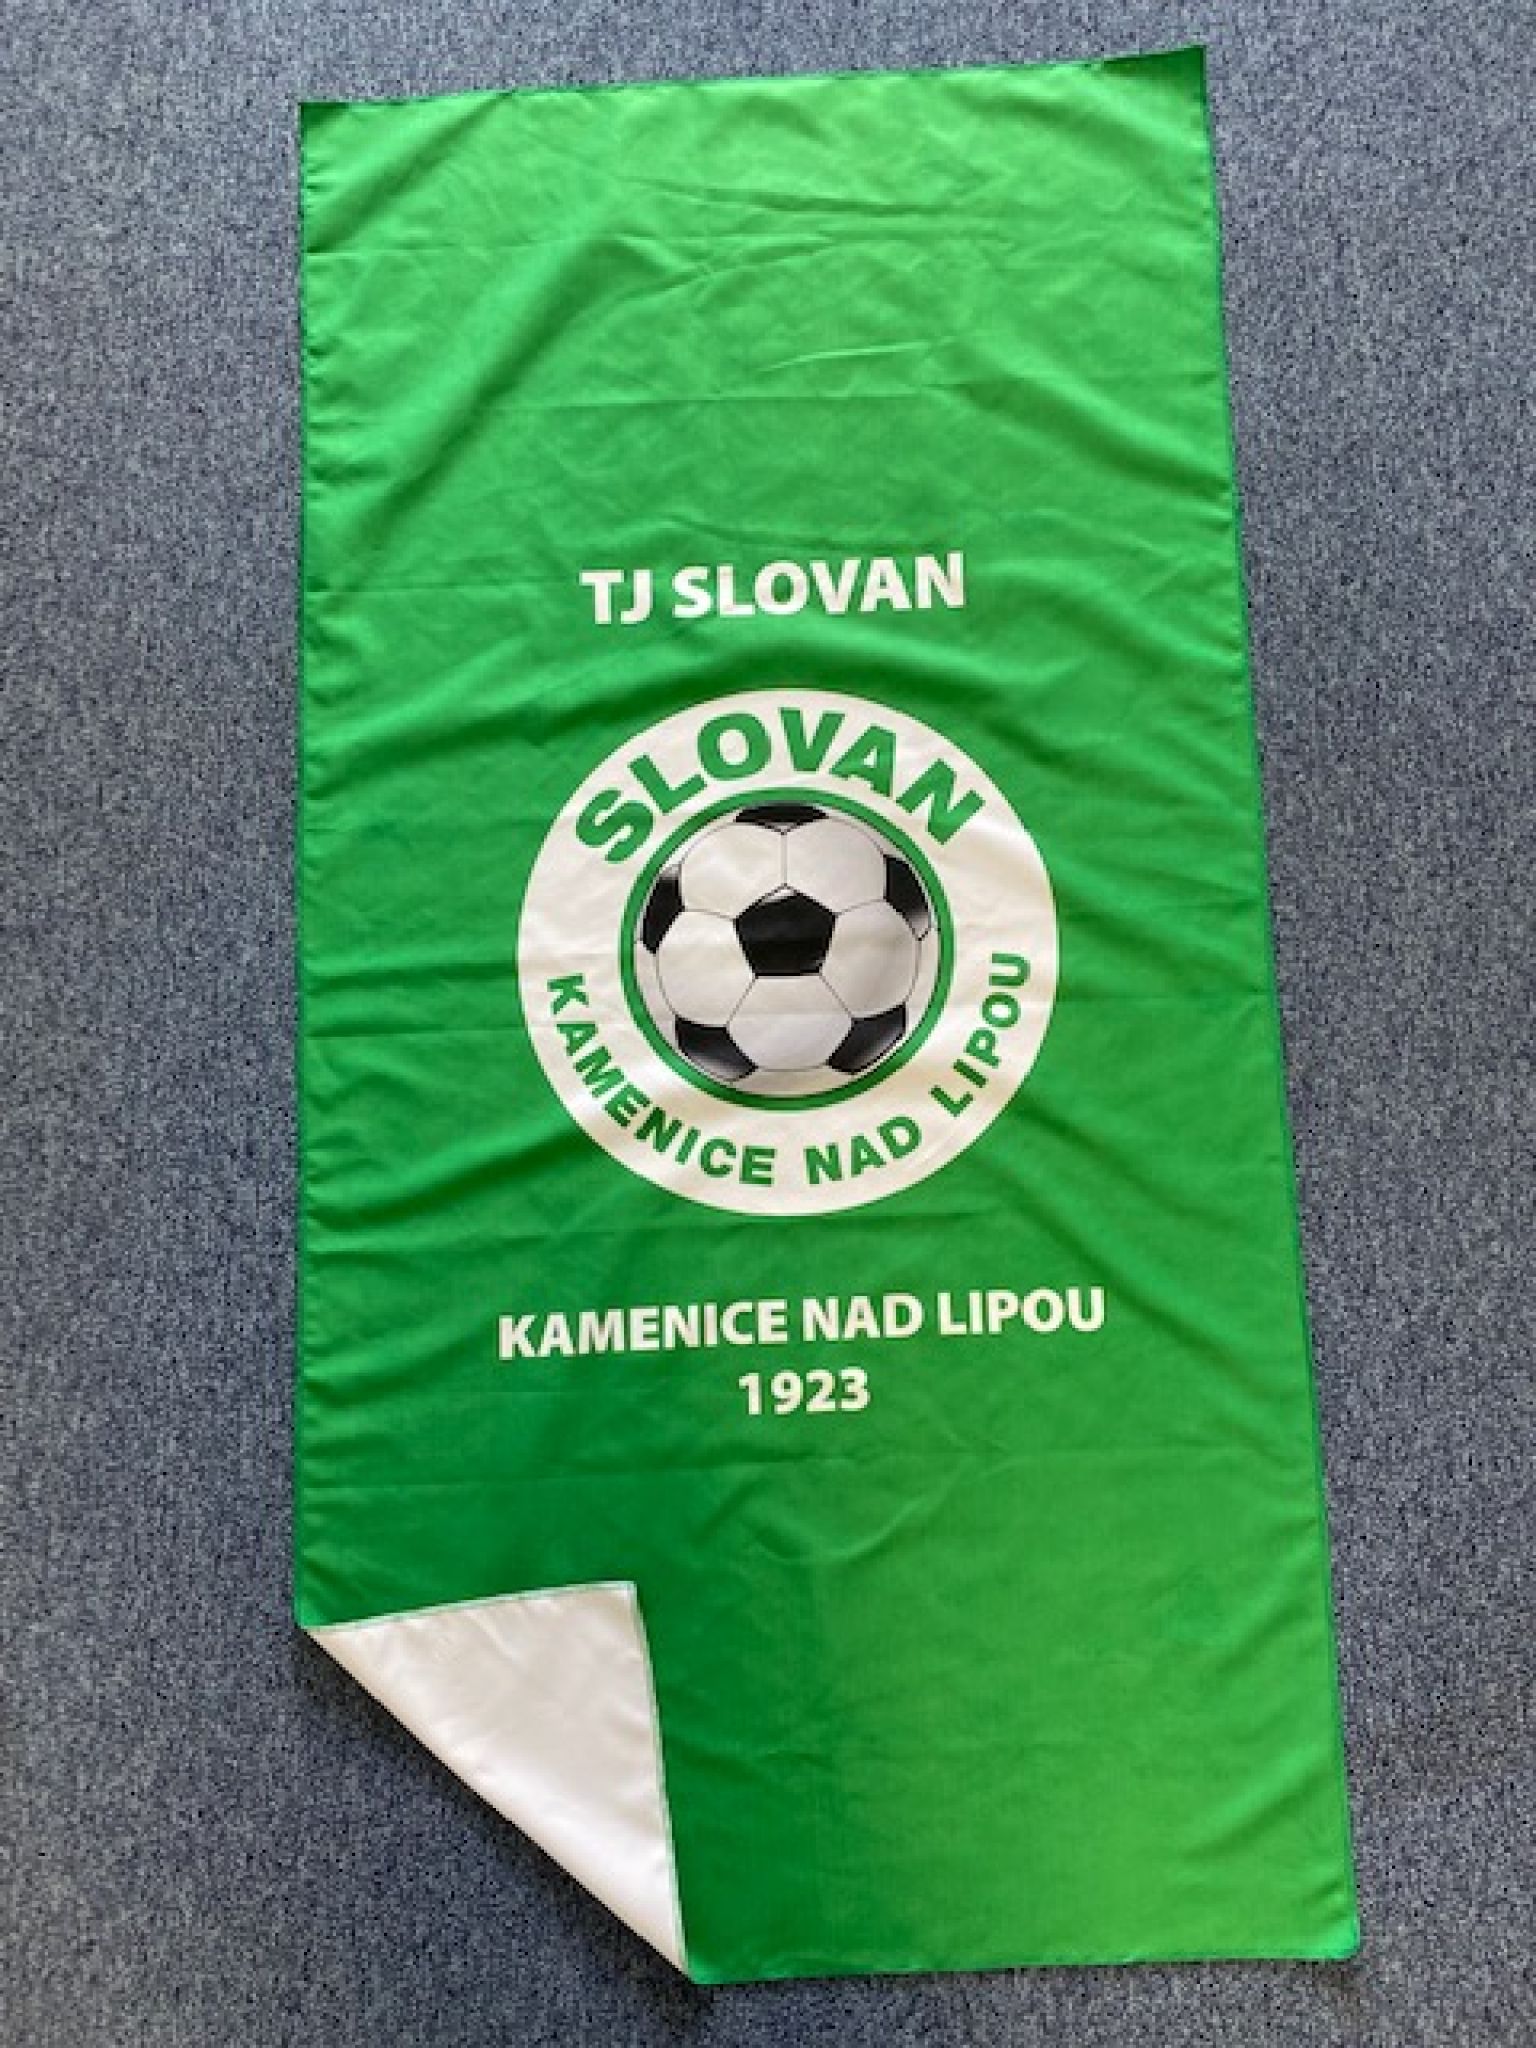 TJ SLOVAN
SLOVAN
KAMENICE NAD LIPOU
KAMENICE NAD LIPOU
1923